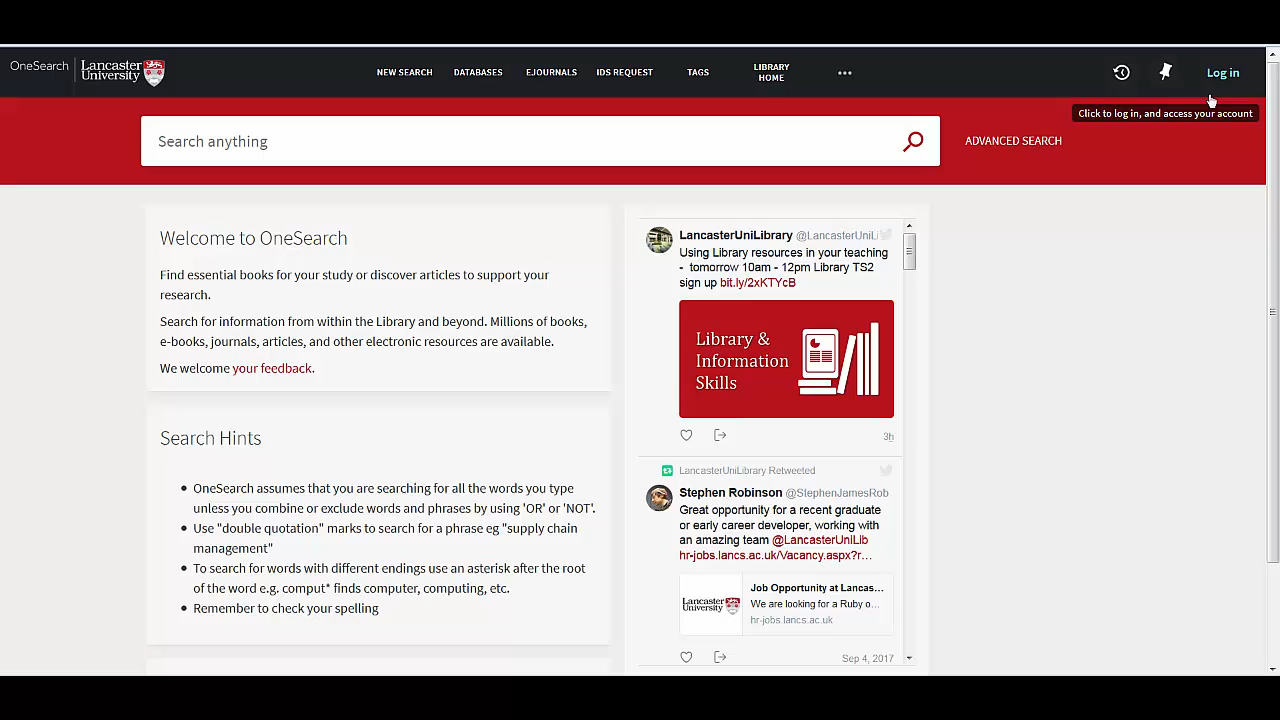 OneSearch
Lancaster
University
NEW SEARCH
DATABASES
EJOURNALS
IDS REQUEST
TAGS
LIBRARY
HOME
Log in
Click to log in, and access your account
Search anything
ADVANCED SEARCH
Welcome to OneSearch
Find essential books for your study or discover articles to support your
research.
Search for information from within the Library and beyond. Millions of books,
e-books, journals, articles, and other electronic resources are available.
We welcome your feedback.
Search Hints
OneSearch assumes that you are searching for all the words you type
unless you combine or exclude words and phrases by using 'OR' or 'NOT'.
Use "double quotation" marks to search for a phrase eg "supply chain
management"
To search for words with different endings use an asterisk after the root
of the word e.g. comput* finds computer, computing, etc.
Remember to check your spelling
LancasterUniLibrary @LancasterUniLi
Using Library resources in your teaching
- tomorrow 10am - 12pm Library TS2
sign up bit.ly/2xKTYcB
Library &
Information
Skills
3h
LancasterUniLibrary Retweeted
Stephen Robinson @StephenJamesRob
Great opportunity for a recent graduate
or early career developer, working with
an amazing team @LancasterUniLib
hr-jobs.lancs.ac.uk/Vacancy.aspx?r…
Lancaster
University
Job Opportunity at Lancas...
We are looking for a Ruby o...
hr-jobs.lancs.ac.uk
Sep 4, 2017